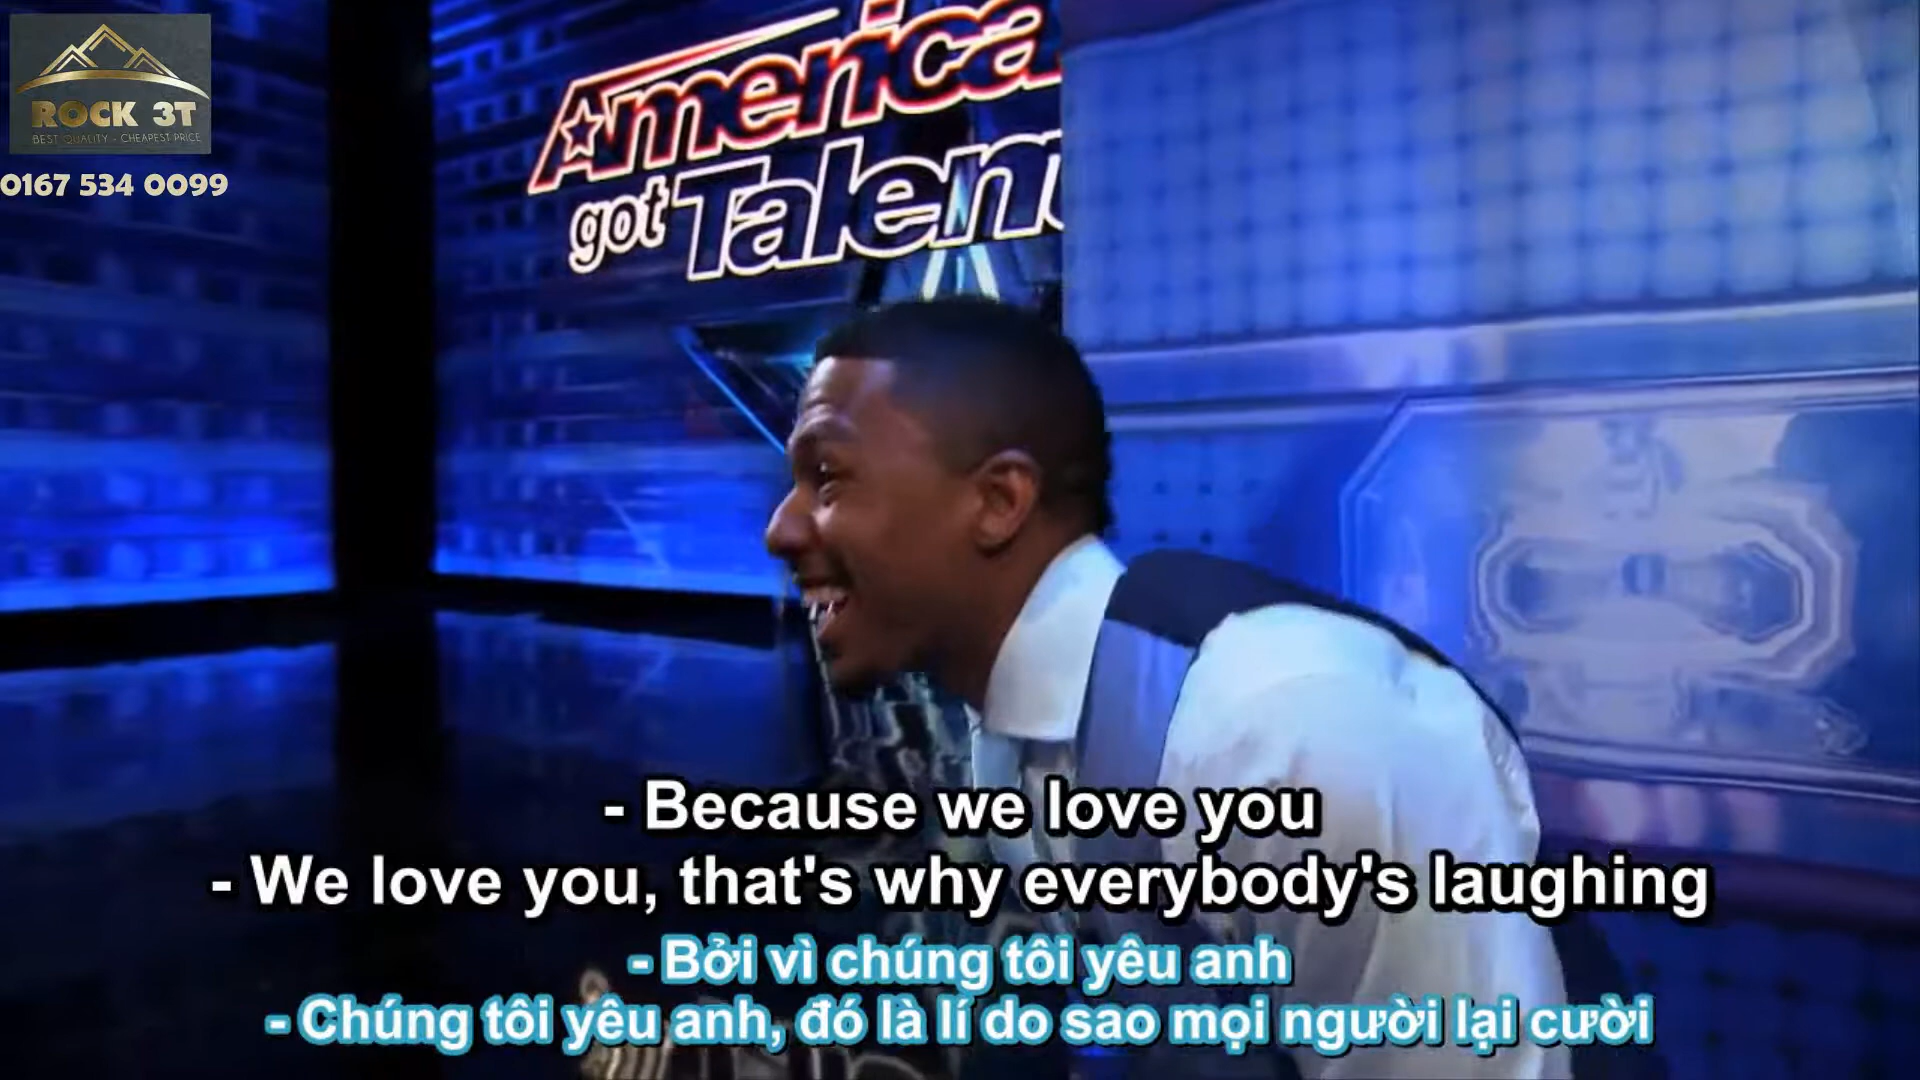 ROCK 3T
BEST QUALITY - CHEAPEST PRICE
0167 534 0099
America
got Talent
- Because we love you
- We love you, that's why everybody's laughing
- Bởi vì chúng tôi yêu anh
- Chúng tôi yêu anh, đó là lí do sao mọi người lại cười